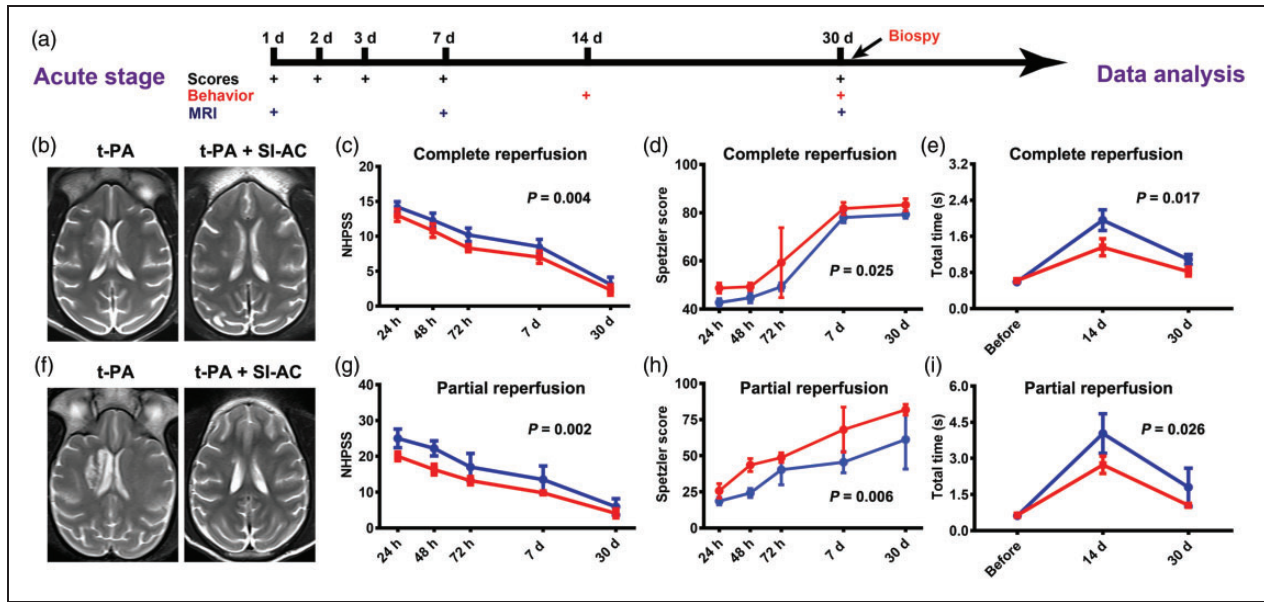 (a)
1 d 2 d 3 d 7 d 14 d 30 d Biospy
Acute stage
Data analysis
Scores + + + + +
Behavior + +
MRI + + +
(b)
t-PA
t-PA + SI-AC
(c)
Complete reperfusion
P = 0.004
NHPSS
20
15
10
5
0
24 h
48 h
72 h
7 d
30 d
(d)
Complete reperfusion
P = 0.025
Spetzler score
100
80
60
40
24 h
48 h
72 h
7 d
30 d
(e)
Complete reperfusion
P = 0.017
Total time (s)
3.2
2.4
1.6
0.8
0.0
Before
14 d
30 d
(f)
t-PA
t-PA + SI-AC
(g)
Partial reperfusion
P = 0.002
NHPSS
40
30
20
10
0
24 h
48 h
72 h
7 d
30 d
(h)
Partial reperfusion
P = 0.006
Spetzler score
100
75
50
25
0
24 h
48 h
72 h
7 d
30 d
(i)
Partial reperfusion
P = 0.026
Total time (s)
6.0
4.5
3.0
1.5
0.0
Before
14 d
30 d